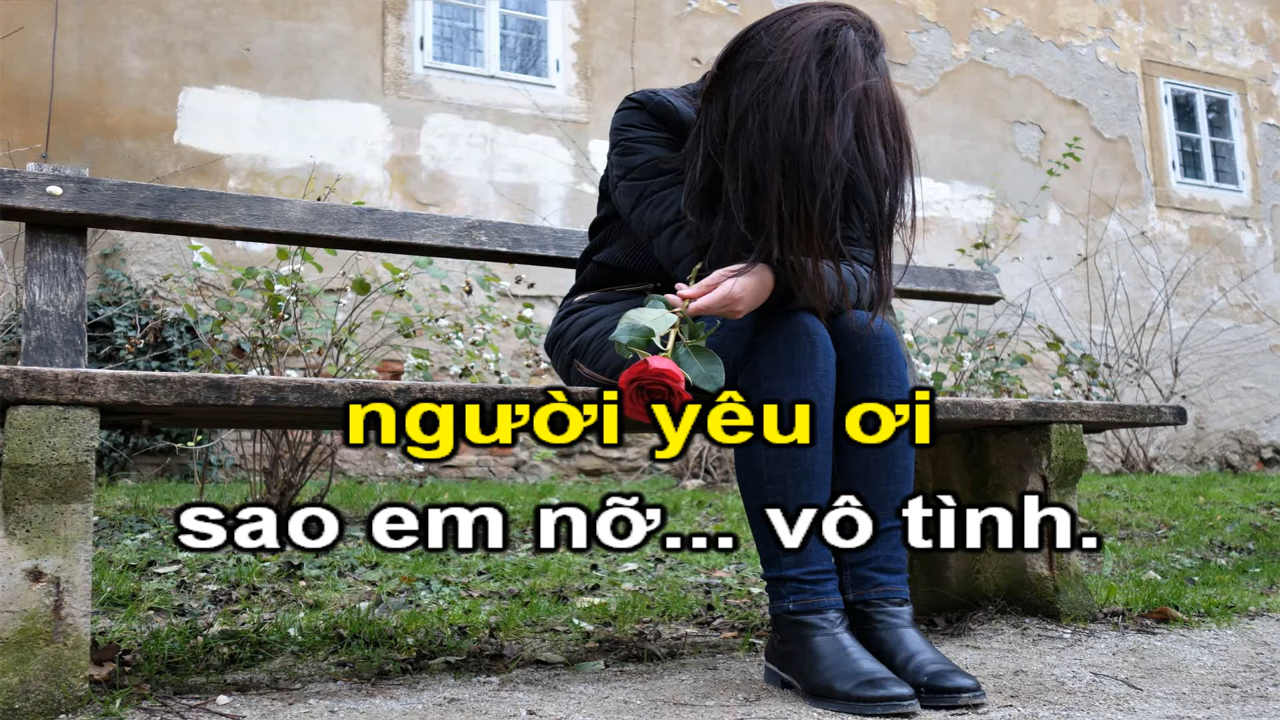 người yêu ơi
sao em nỡ... vô tình.